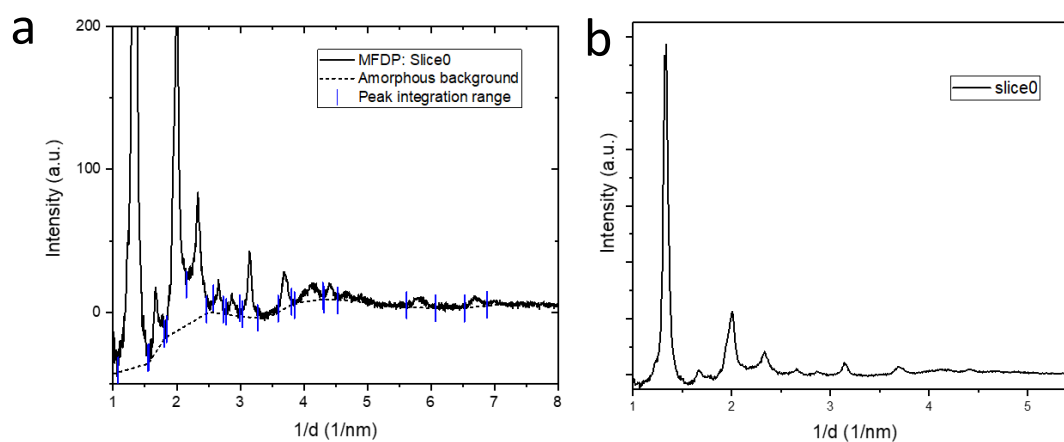 a
200
100
0
Intensity (a.u.)
MFDP: Slice0
Amorphous background
Peak integration range
1 2 3 4 5 6 7 8
1/d (1/nm)
b
Intensity (a.u.)
slice0
1 2 3 4 5
1/d (1/nm)